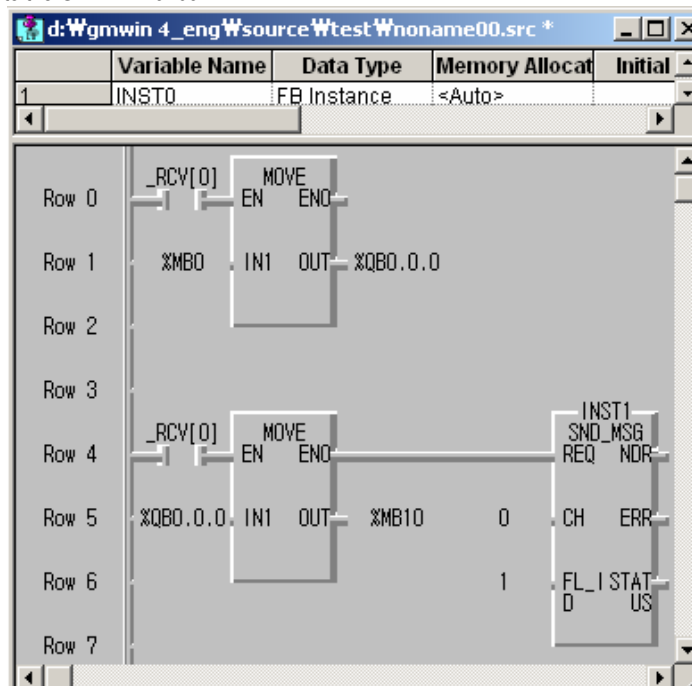 d:₩gmwin 4_eng₩source₩test₩noname00.src *
Variable Name Data Type Memory Allocat Initial
1 INST0 FB Instance <Auto>
_RCV[0] MOVE
Row 0 EN ENO
Row 1 %MB0 IN1 OUT %QB0.0.0
Row 2
Row 3
INST1
_RCV[0] MOVE SND_MSG
Row 4 EN ENO REQ NDR
Row 5 %QB0.0.0 IN1 OUT %MB10 0 CH ERR
Row 6 1 FL_I STAT
D US
Row 7